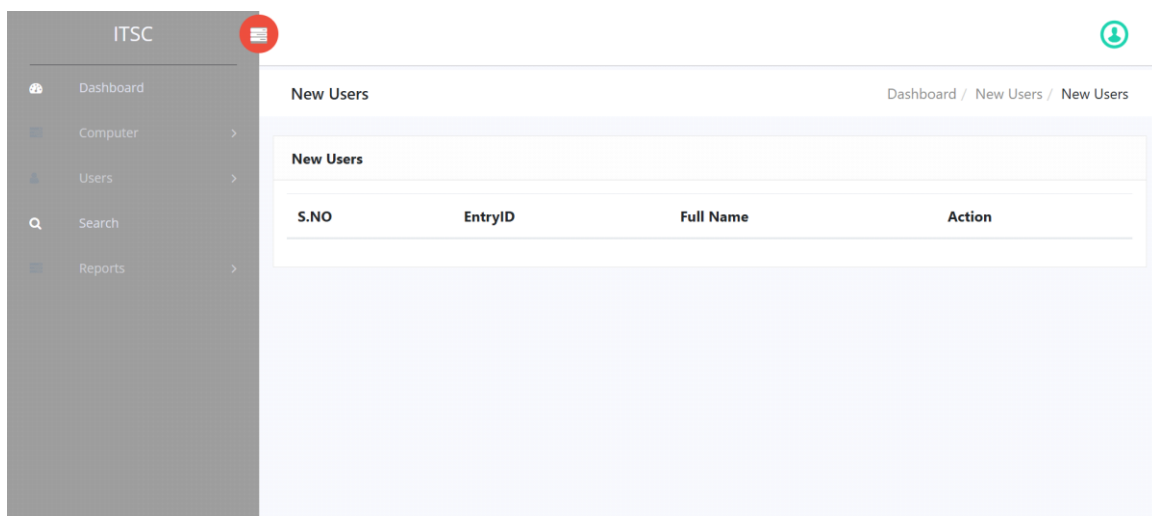 ITSC
Dashboard
Computer
Users
Search
Reports
New Users
Dashboard / New Users / New Users
New Users
S.NO EntryID Full Name Action